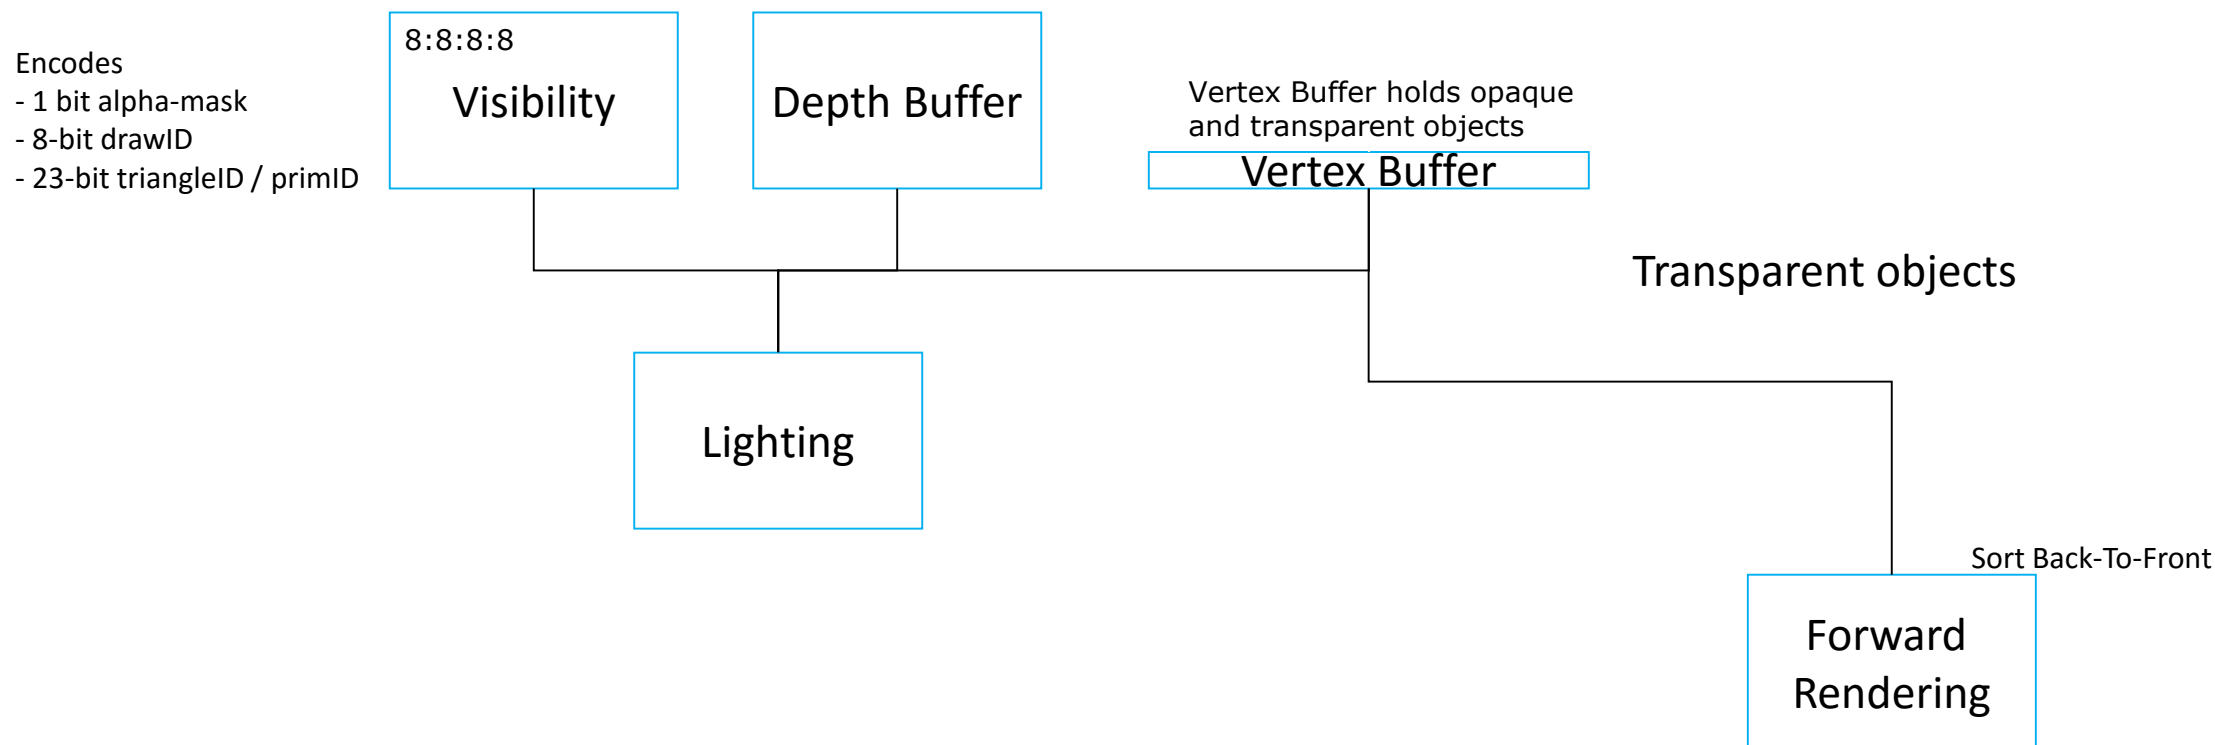 Encodes
- 1 bit alpha-mask
- 8-bit drawID
- 23-bit triangleID / primID
8:8:8:8
Visibility
Depth Buffer
Vertex Buffer holds opaque
and transparent objects
Vertex Buffer
Transparent objects
Lighting
Sort Back-To-Front
Forward
Rendering